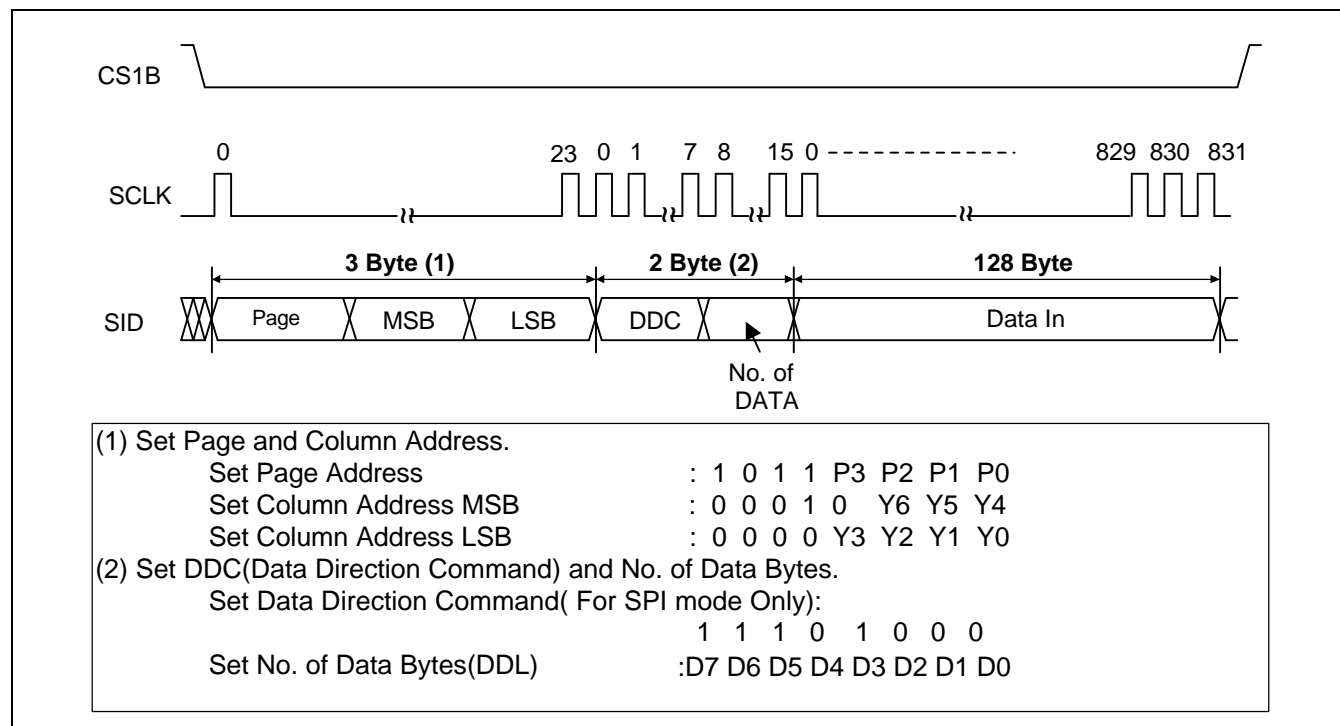 CS1B
0 23 0 1 7 8 15 0 829 830 831
SCLK
3 Byte (1) 2 Byte (2) 128 Byte
SID Page MSB LSB DDC Data In
No. of
DATA
(1) Set Page and Column Address.
Set Page Address : 1 0 1 1 P3 P2 P1 P0
Set Column Address MSB : 0 0 0 1 0 Y6 Y5 Y4
Set Column Address LSB : 0 0 0 0 Y3 Y2 Y1 Y0
(2) Set DDC(Data Direction Command) and No. of Data Bytes.
Set Data Direction Command( For SPI mode Only):
1 1 1 0 1 0 0 0
Set No. of Data Bytes(DDL) :D7 D6 D5 D4 D3 D2 D1 D0